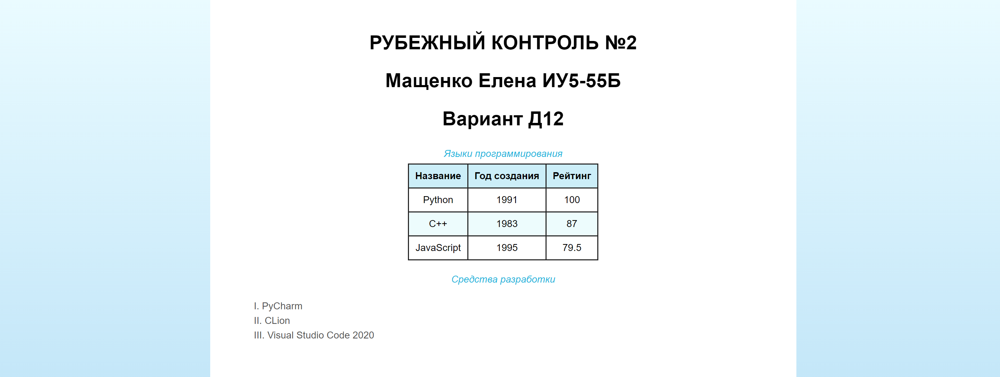 РУБЕЖНЫЙ КОНТРОЛЬ №2
Мащенко Елена ИУ5-55Б
Вариант Д12
Языки программирования
Название Год создания Рейтинг
Python 1991 100
C++ 1983 87
JavaScript 1995 79.5
Средства разработки
I. PyCharm
II. CLion
III. Visual Studio Code 2020